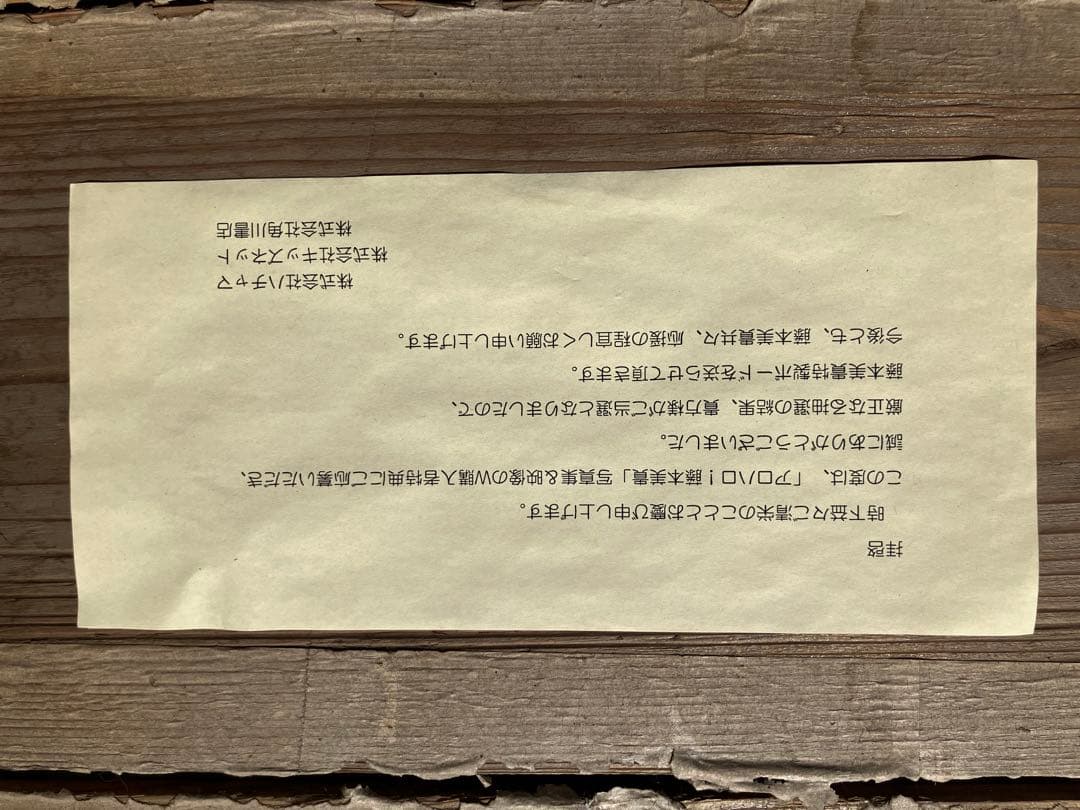 拝啓
時下益々ご清栄のこととお慶び申し上げます。
この度は、「アロハロ!藤本美貴」写真集&映像のW購入者特典にご応募いただき、
誠にありがとうございました。
厳正なる抽選の結果、貴方様がご当選となりましたので、
藤本美貴特製ボードを送らせて頂きます。
今後とも、藤本美貴共々、応援の程宜しくお願い申し上げます。
株式会社ハチャマ
株式会社キッズネット
株式会社角川書店